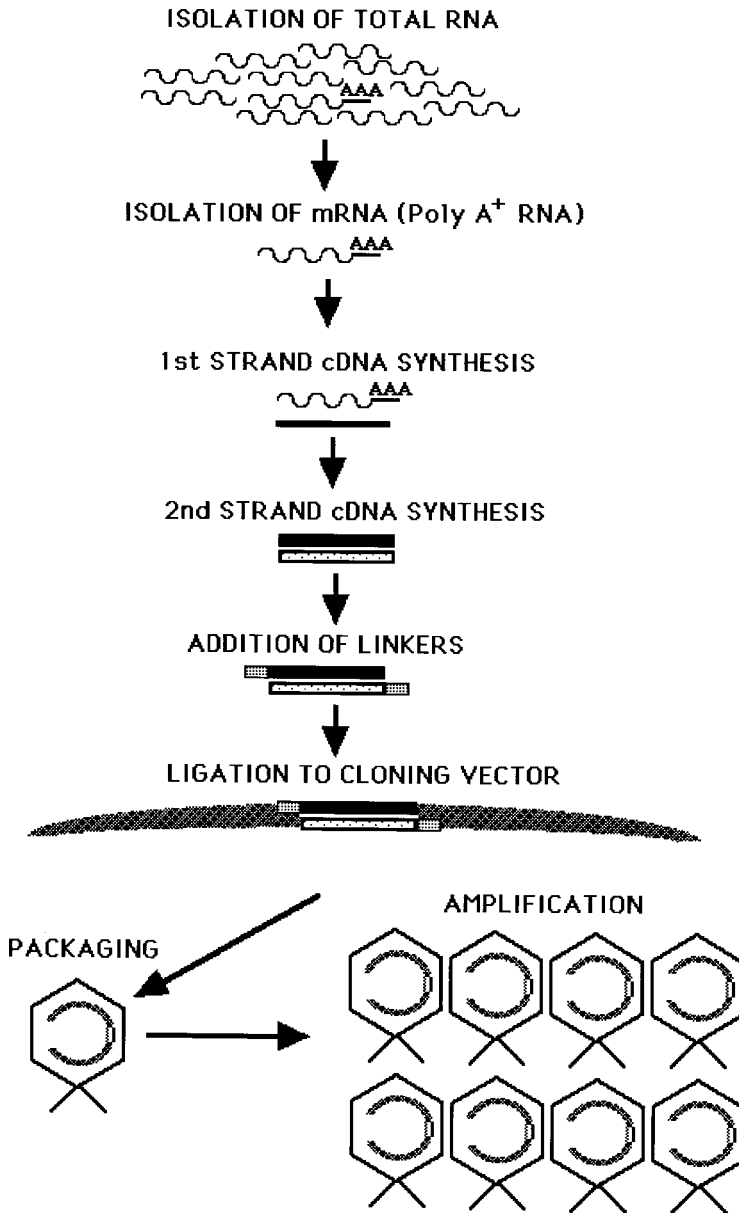 ISOLATION OF TOTAL RNA
AAA
ISOLATION OF mRNA (Poly A⁺ RNA)
AAA
1st STRAND cDNA SYNTHESIS
AAA
2nd STRAND cDNA SYNTHESIS
ADDITION OF LINKERS
LIGATION TO CLONING VECTOR
AMPLIFICATION
PACKAGING